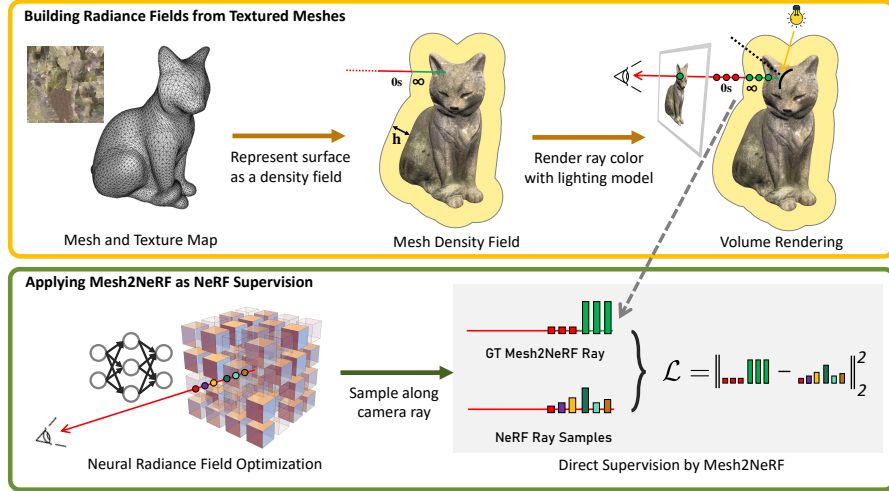 Building Radiance Fields from Textured Meshes
0s
∞
h
0s
∞
Represent surface
as a density field
Render ray color
with lighting model
Mesh and Texture Map
Mesh Density Field
Volume Rendering
Applying Mesh2NeRF as NeRF Supervision
GT Mesh2NeRF Ray
ℒ = ‖ − ‖²₂
Sample along
camera ray
NeRF Ray Samples
Neural Radiance Field Optimization
Direct Supervision by Mesh2NeRF